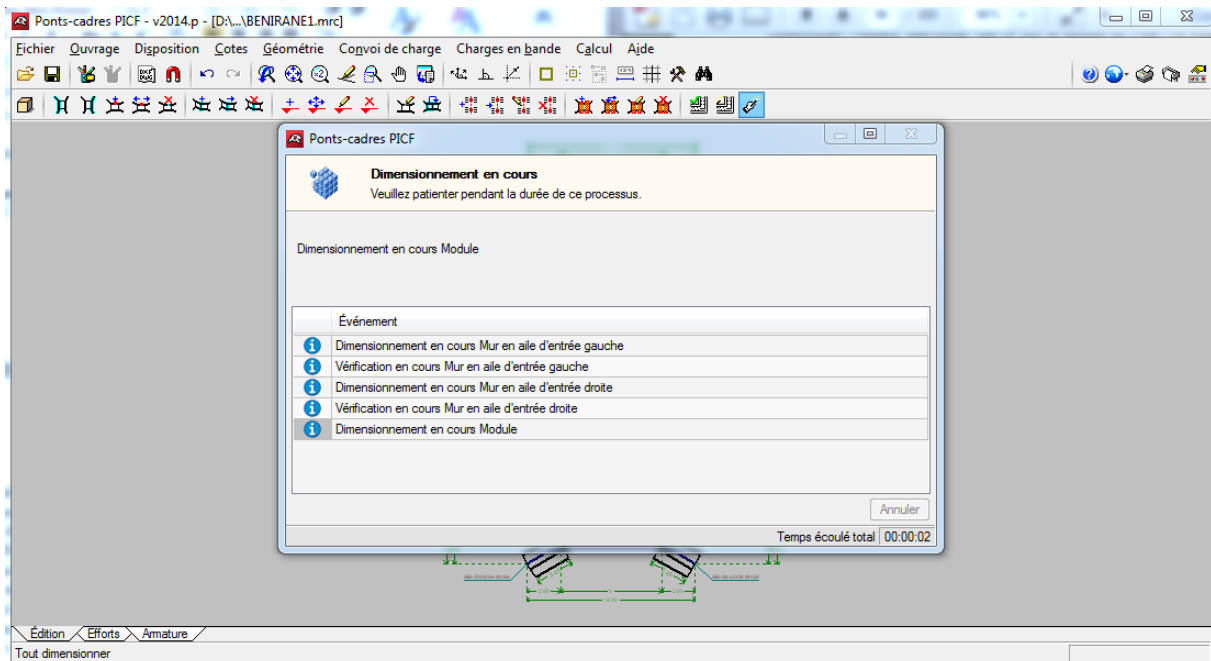 Ponts-cadres PICF - v2014.p - [D:\...\BENIRANE1.mrc]
Fichier Ouvrage Disposition Cotes Géométrie Convoi de charge Charges en bande Calcul Aide
Ponts-cadres PICF
Dimensionnement en cours
Veuillez patienter pendant la durée de ce processus.
Dimensionnement en cours Module
Événement
Dimensionnement en cours Mur en aile d'entrée gauche
Vérification en cours Mur en aile d'entrée gauche
Dimensionnement en cours Mur en aile d'entrée droite
Vérification en cours Mur en aile d'entrée droite
Dimensionnement en cours Module
Annuler
Temps écoulé total 00:00:02
Édition Efforts Armature
Tout dimensionner